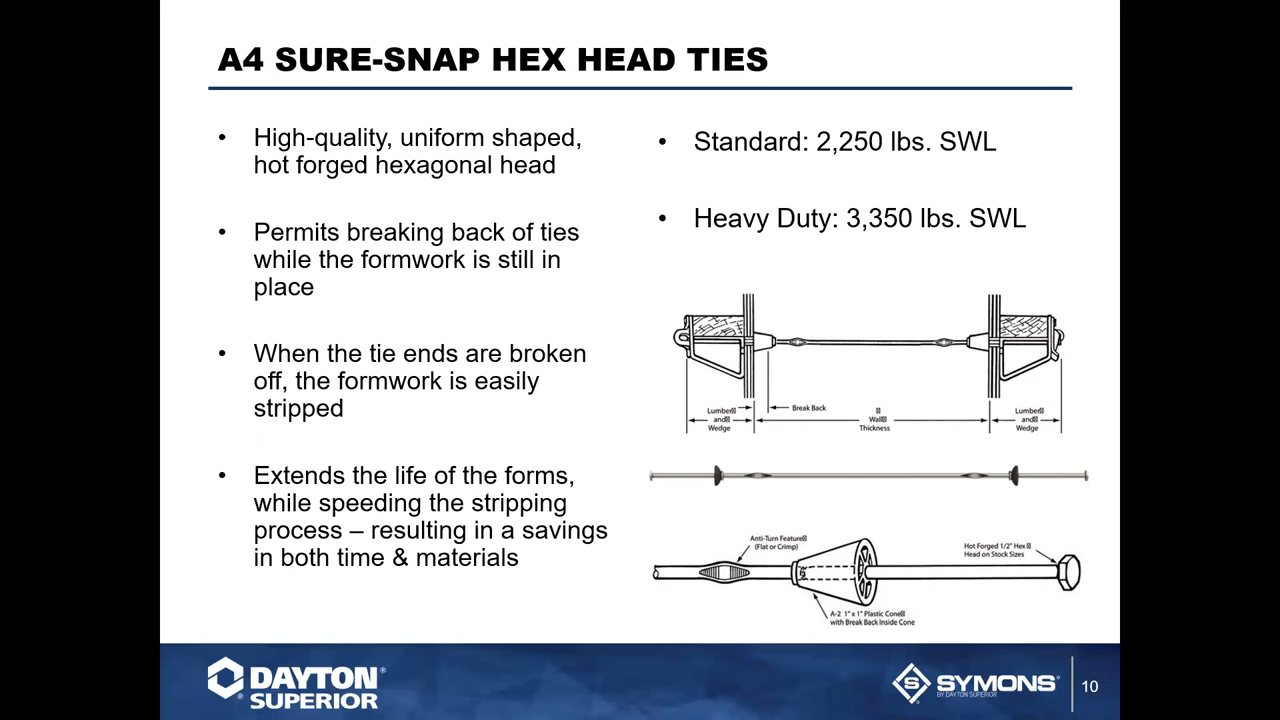 A4 SURE-SNAP HEX HEAD TIES
• High-quality, uniform shaped,
hot forged hexagonal head
• Permits breaking back of ties
while the formwork is still in
place
• When the tie ends are broken
off, the formwork is easily
stripped
• Extends the life of the forms,
while speeding the stripping
process – resulting in a savings
in both time & materials
• Standard: 2,250 lbs. SWL
• Heavy Duty: 3,350 lbs. SWL
Lumber
and
Wedge
Break Back
Wall
Thickness
Lumber
and
Wedge
Anti-Turn Feature
(Flat or Crimp)
Hot Forged 1/2" Hex
Head on Stock Sizes
A-2 1" x 1" Plastic Cone
with Break Back Inside Cone
DAYTON®
SUPERIOR
®
S
SYMONS®
BY DAYTON SUPERIOR
10